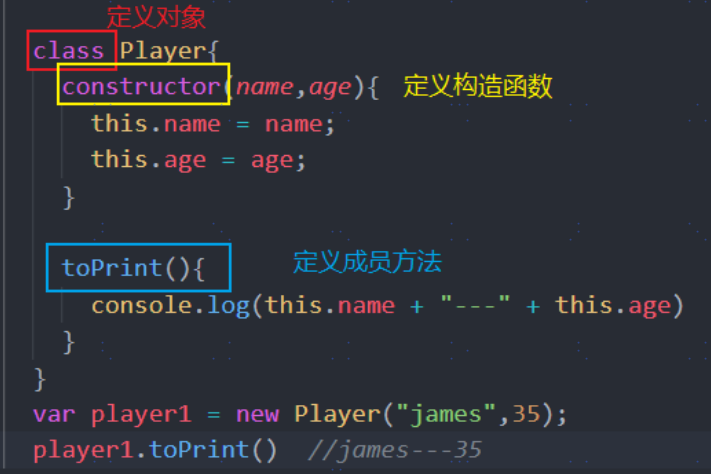 定义对象
class Player{
constructor(name,age){ 定义构造函数
this.name = name;
this.age = age;
}
toPrint(){ 定义成员方法
console.log(this.name + "---" + this.age)
}
}
var player1 = new Player("james",35);
player1.toPrint() //james---35